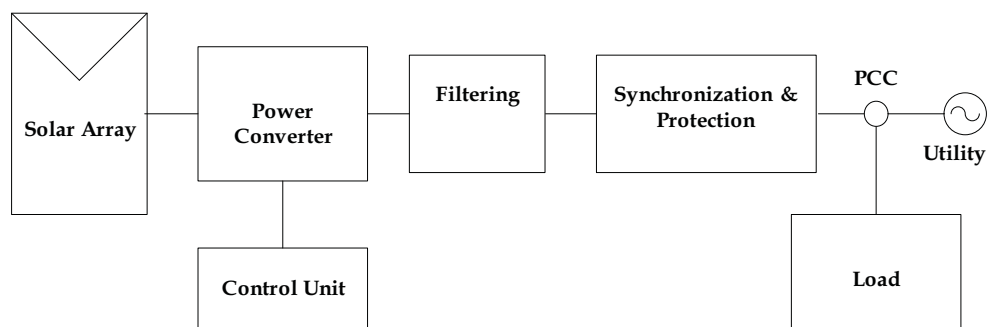 Solar Array
Power
Converter
Filtering
Synchronization &
Protection
PCC
Utility
Control Unit
Load